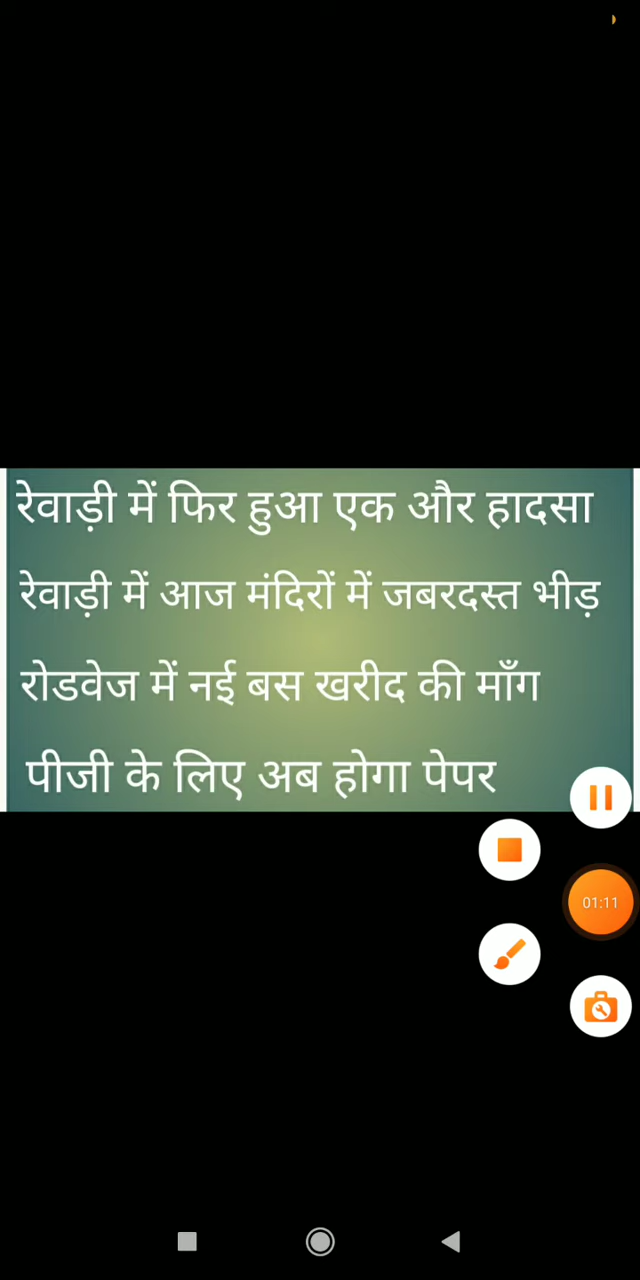 रेवाड़ी में फिर हुआ एक और हादसा
रेवाड़ी में आज मंदिरों में जबरदस्त भीड़
रोडवेज में नई बस खरीद की माँग
पीजी के लिए अब होगा पेपर
01:11